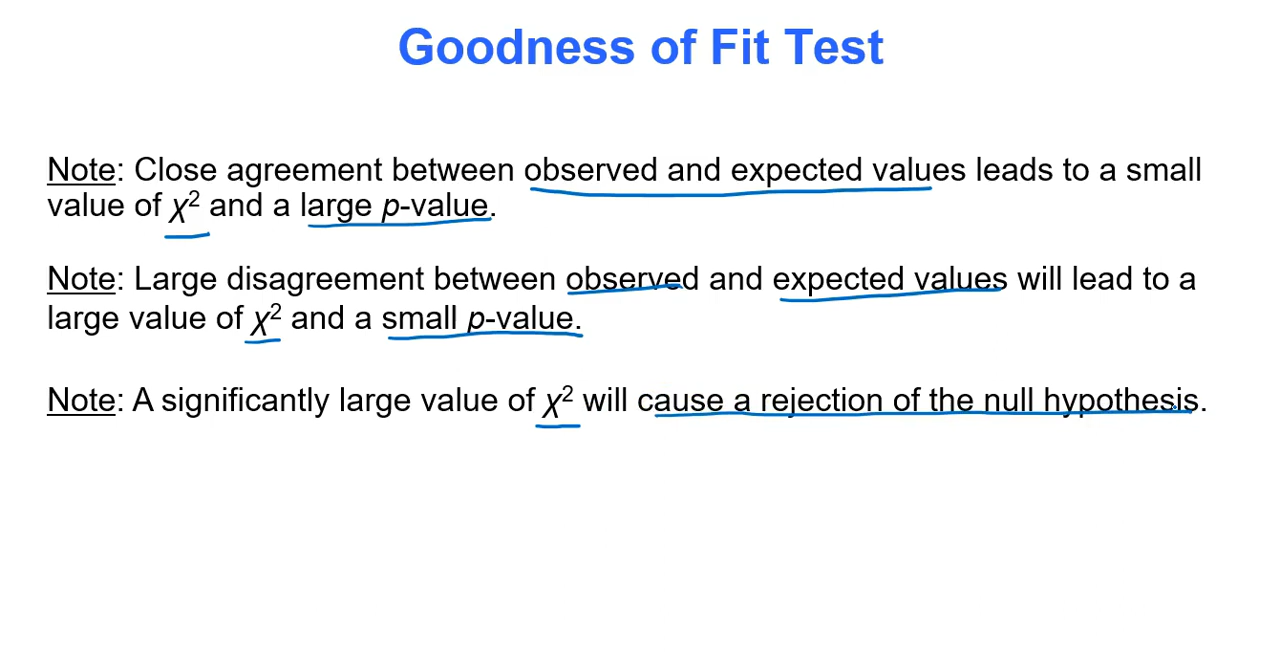 Goodness of Fit Test
Note: Close agreement between observed and expected values leads to a small
value of χ² and a large p-value.
Note: Large disagreement between observed and expected values will lead to a
large value of χ² and a small p-value.
Note: A significantly large value of χ² will cause a rejection of the null hypothesis.